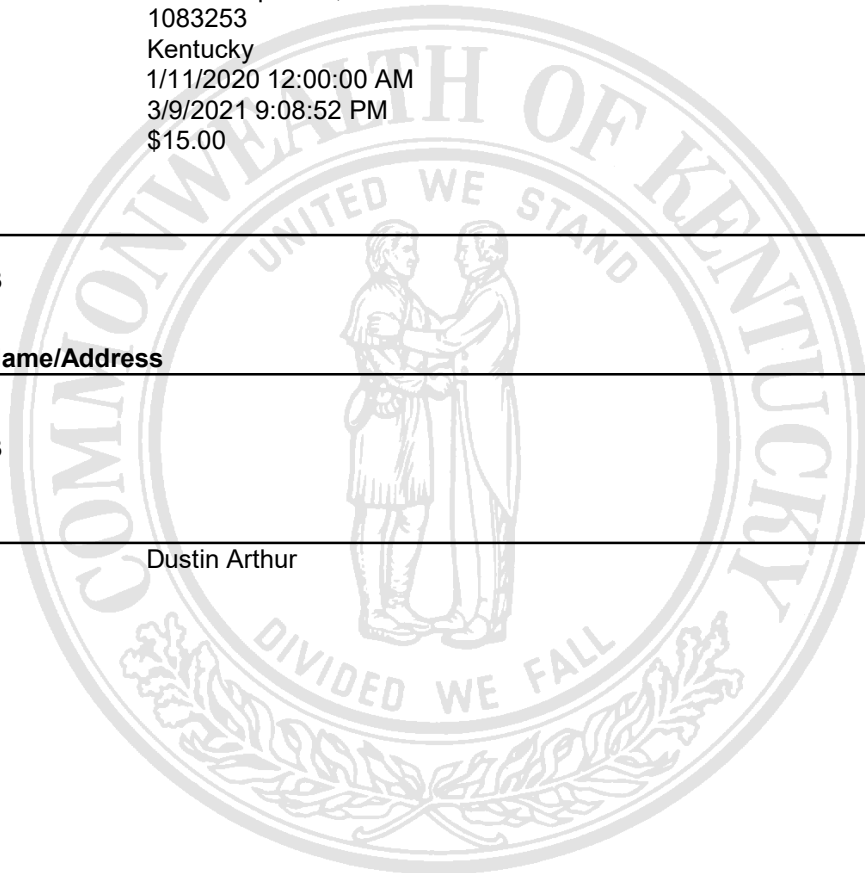 1083253
Kentucky
1/11/2020 12:00:00 AM
3/9/2021 9:08:52 PM
$15.00
COMMONWEALTH OF KENTUCKY
UNITED WE STAND
ame/Address
Dustin Arthur
DIVIDED WE FALL